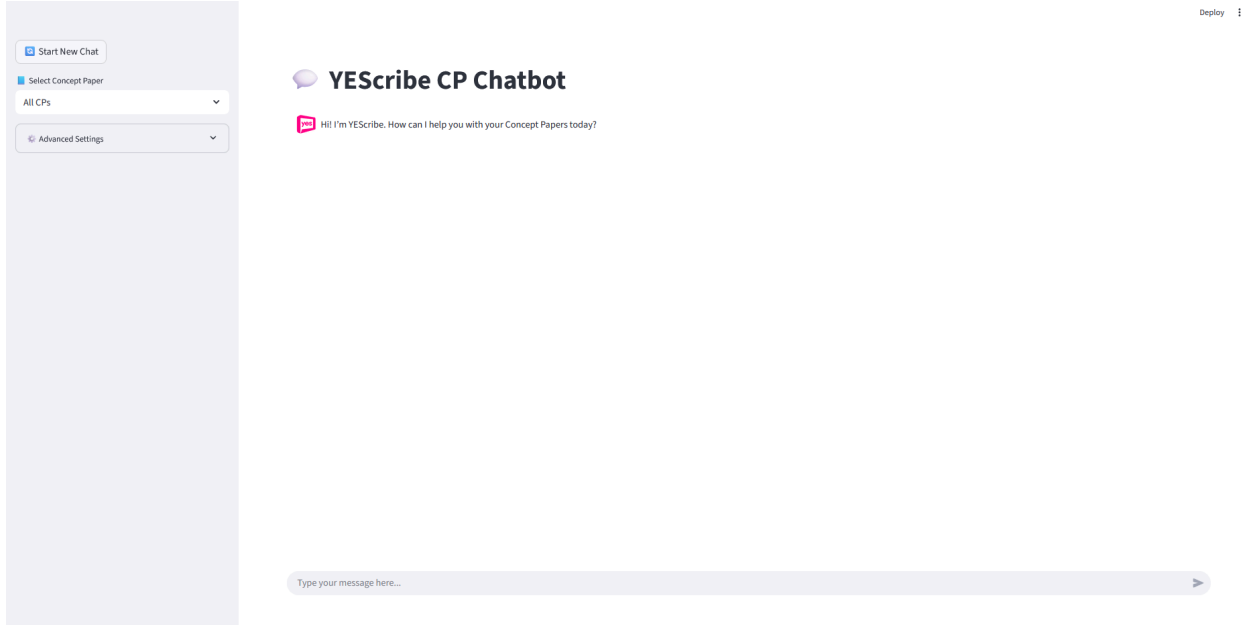 Deploy
Start New Chat
Select Concept Paper
All CPs
Advanced Settings
YEScribe CP Chatbot
yes
Hi! I'm YEScribe. How can I help you with your Concept Papers today?
Type your message here...